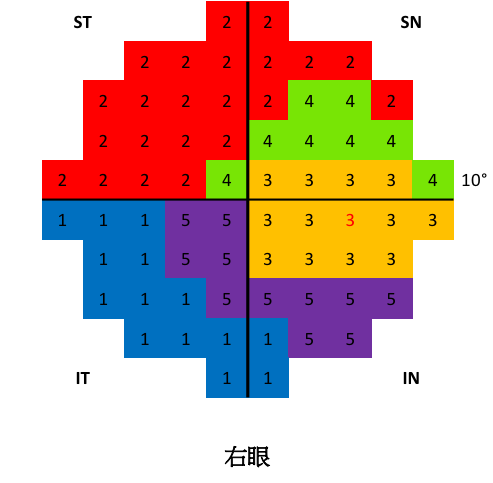 ST 2 2 SN
2 2 2 2 2 2
2 2 2 2 2 4 4 2
2 2 2 2 4 4 4 4
2 2 2 2 4 3 3 3 3 4 10°
1 1 1 5 5 3 3 3 3 3
1 1 5 5 3 3 3 3
1 1 1 5 5 5 5 5
1 1 1 1 5 5
IT 1 1 IN
右眼